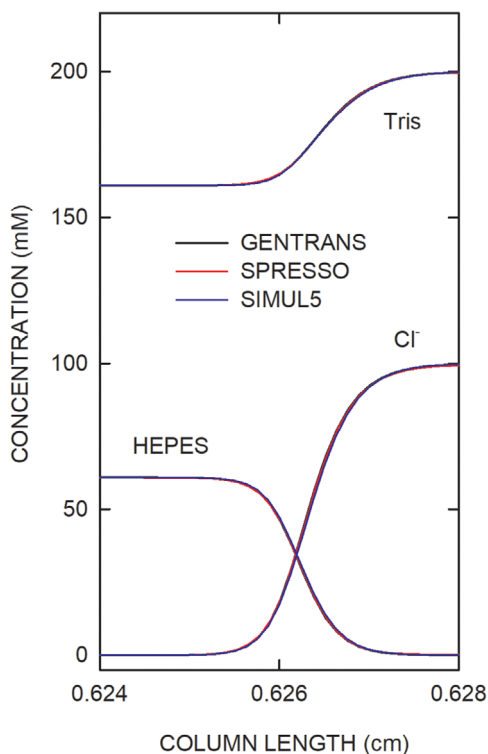 200
Tris
150
GENTRANS
SPRESSO
SIMUL5
Cl⁻
100
HEPES
50
0
0.624
0.626
0.628
CONCENTRATION (mM)
COLUMN LENGTH (cm)